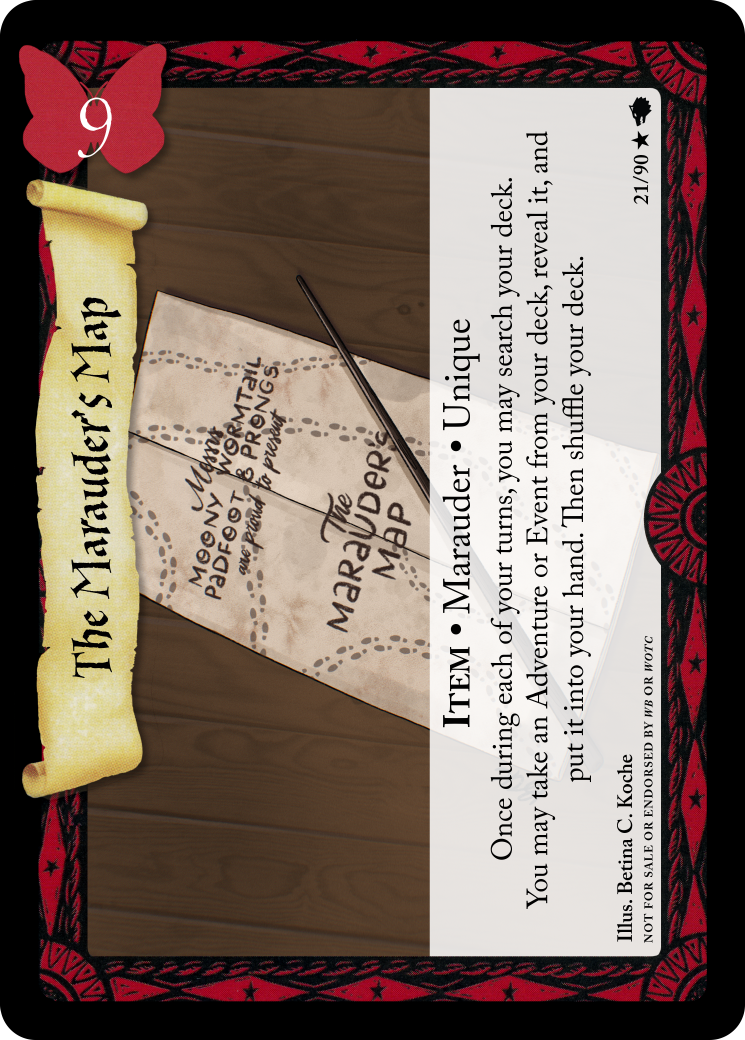 The Marauder's Map
9
Messrs
MOONY WORMTAIL
PADFOOT & PRONGS
are proud to present
The
MARAUDER'S
MAP
ITEM • Marauder • Unique
Once during each of your turns, you may search your deck.
You may take an Adventure or Event from your deck, reveal it, and
put it into your hand. Then shuffle your deck.
Illus. Betina C. Koche
NOT FOR SALE OR ENDORSED BY WB OR WOTC
21/90 ★